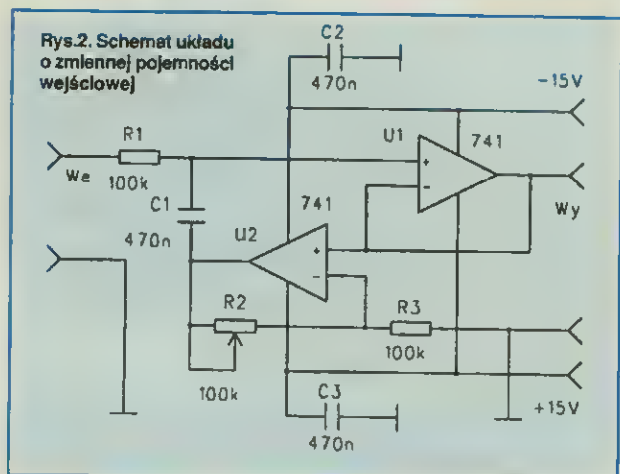 Rys.2. Schemat układu
o zmiennej pojemności
wejściowej
C2
470n
-15V
U1
741
R1
We
100k
C1
470n
741
U2
+
-
+
-
Wy
R2
100k
R3
100k
C3
470n
+15V